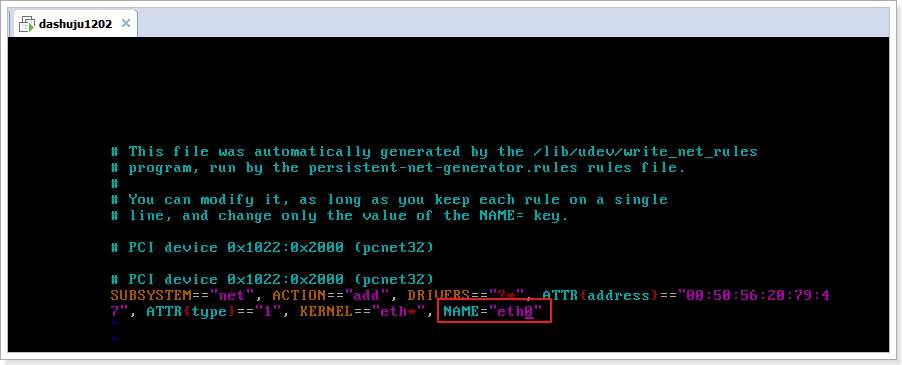 dashuju1202 ×
# This file was automatically generated by the /lib/udev/write_net_rules
# program, run by the persistent-net-generator.rules rules file.
#
# You can modify it, as long as you keep each rule on a single
# line, and change only the value of the NAME= key.
# PCI device 0x1022:0x2000 (pcnet32)
# PCI device 0x1022:0x2000 (pcnet32)
SUBSYSTEM=="net", ACTION=="add", DRIVERS=="?*", ATTR{address}=="00:50:56:20:79:4
7", ATTR{type}=="1", KERNEL=="eth*", NAME="eth0"
~
~